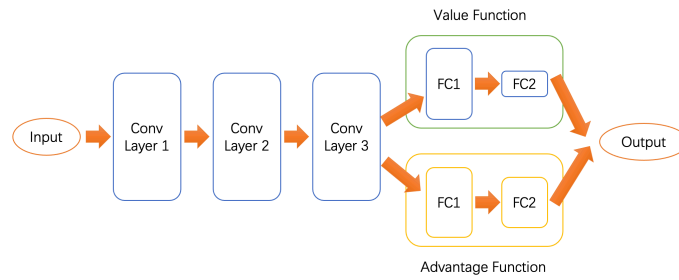 Value Function
Input
Conv
Layer 1
Conv
Layer 2
Conv
Layer 3
FC1
FC2
Output
FC1
FC2
Advantage Function